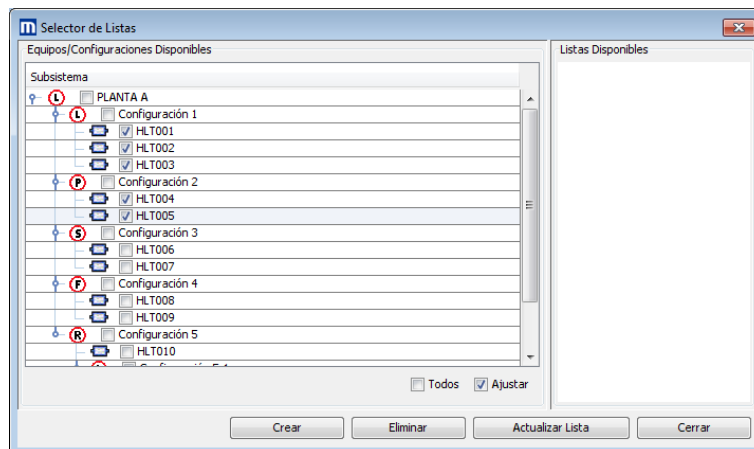 m Selector de Listas
Equipos/Configuraciones Disponibles
Listas Disponibles
Subsistema
L PLANTA A
L Configuración 1
HLT001
HLT002
HLT003
P Configuración 2
HLT004
HLT005
S Configuración 3
HLT006
HLT007
F Configuración 4
HLT008
HLT009
R Configuración 5
HLT010
Todos Ajustar
Crear Eliminar Actualizar Lista Cerrar